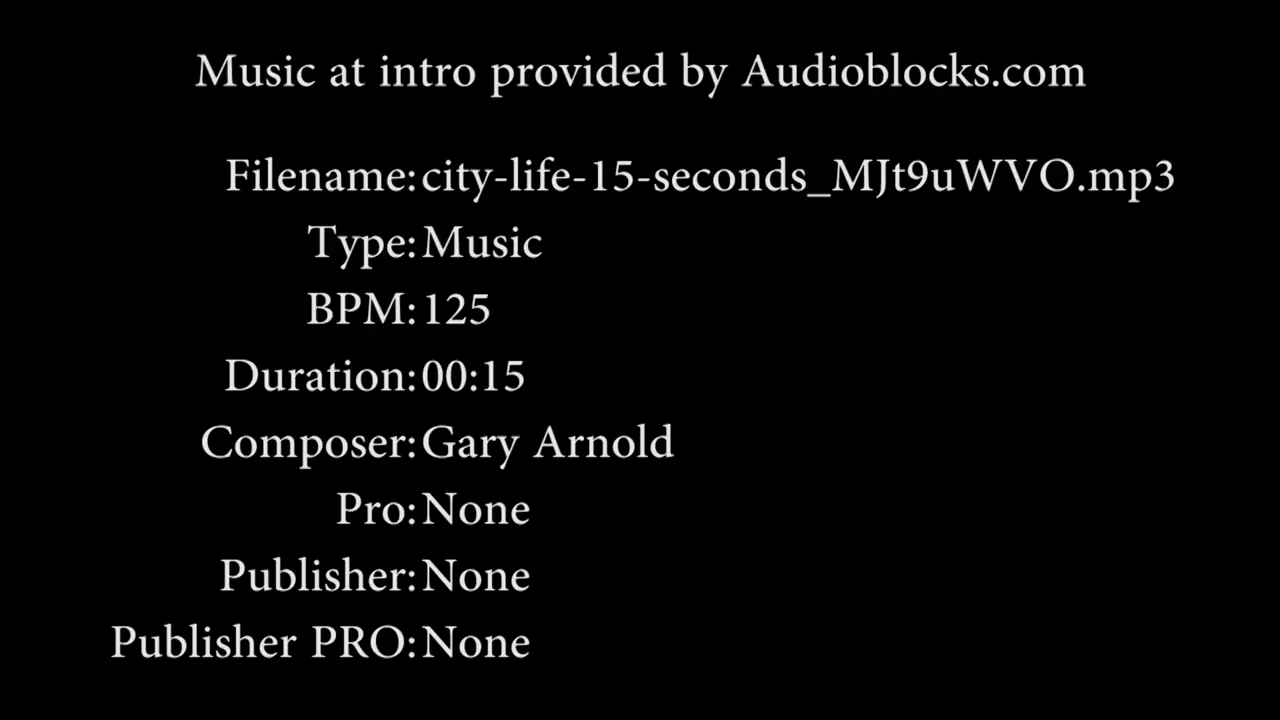 Music at intro provided by Audioblocks.com
Filename: city-life-15-seconds_MJt9uWVO.mp3
Type: Music
BPM: 125
Duration: 00:15
Composer: Gary Arnold
Pro: None
Publisher: None
Publisher PRO: None